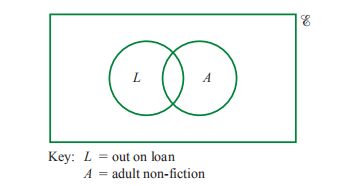 ℰ
L A
Key: L = out on loan
A = adult non-fiction